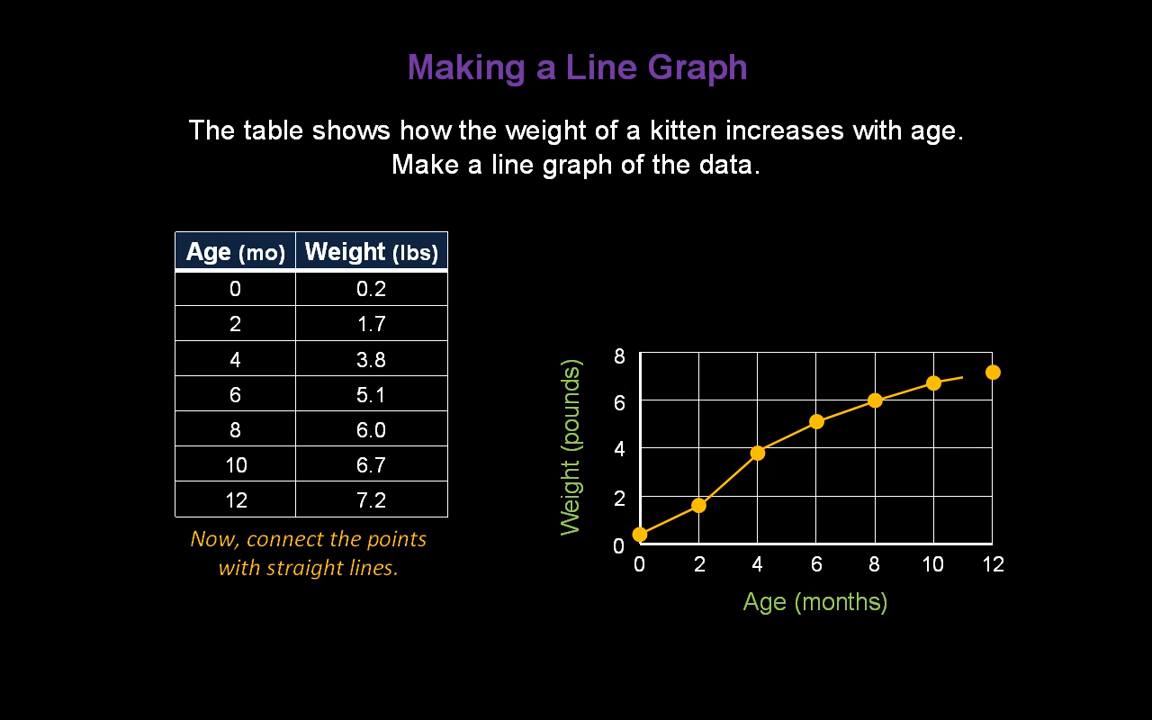 Making a Line Graph
The table shows how the weight of a kitten increases with age.
Make a line graph of the data.
Age (mo) Weight (lbs)
0 0.2
2 1.7
4 3.8
6 5.1
8 6.0
10 6.7
12 7.2
Now, connect the points
with straight lines.
Weight (pounds)
8
6
4
2
0
0 2 4 6 8 10 12
Age (months)